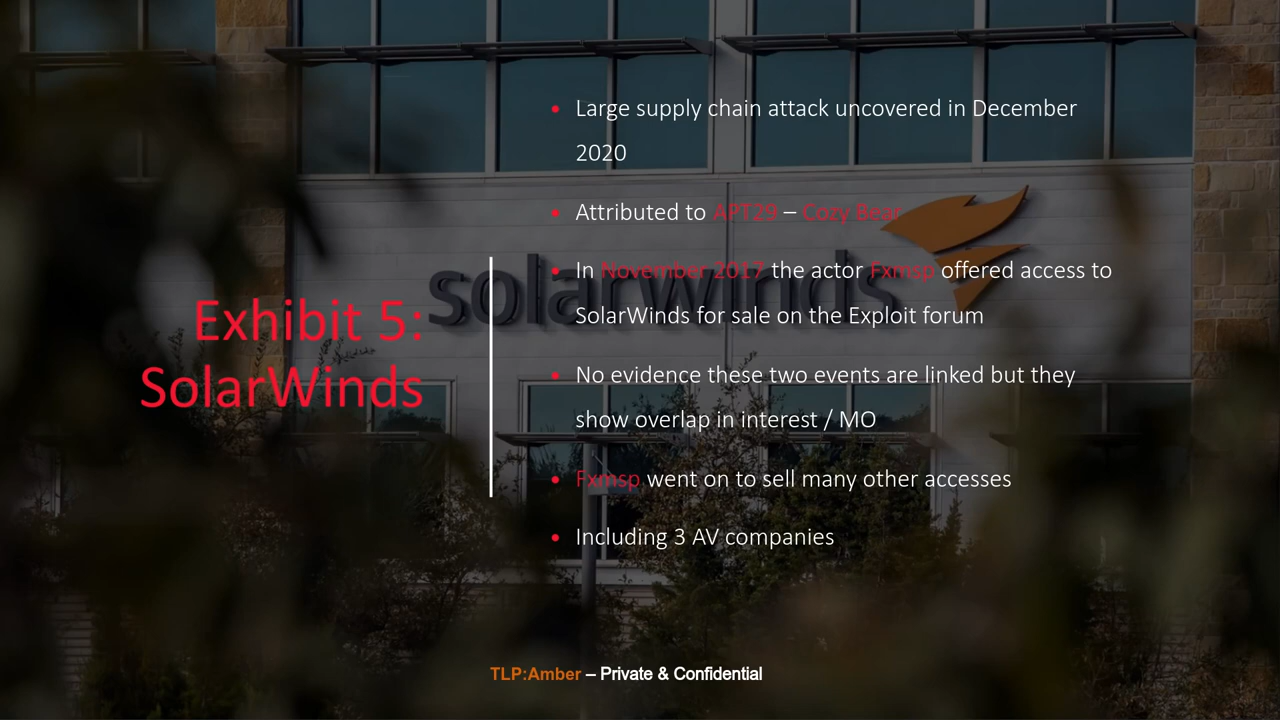 Large supply chain attack uncovered in December
2020
Attributed to APT29 – Cozy Bear
In November 2017 the actor Fxmsp offered access to
SolarWinds for sale on the Exploit forum
No evidence these two events are linked but they
show overlap in interest / MO
Fxmsp went on to sell many other accesses
Including 3 AV companies
Exhibit 5:
SolarWinds
solarwinds
TLP:Amber – Private & Confidential